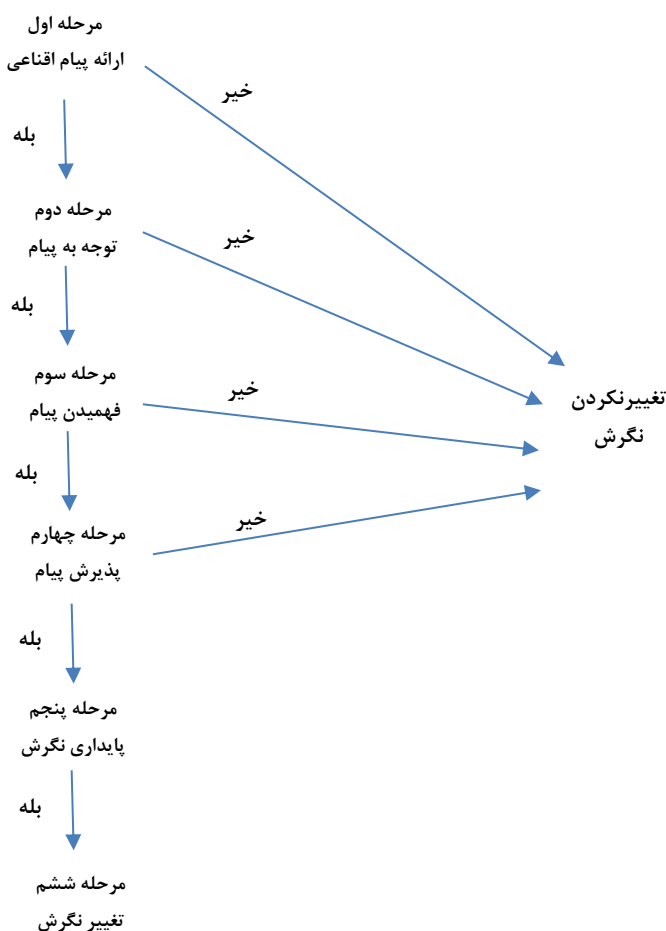 مرحله اول
ارائه پیام اقناعی
خیر
بله
مرحله دوم
توجه به پیام
خیر
بله
مرحله سوم
فهمیدن پیام
خیر
تغییرنکردن
نگرش
بله
مرحله چهارم
پذیرش پیام
خیر
بله
مرحله پنجم
پایداری نگرش
بله
مرحله ششم
تغییر نگرش